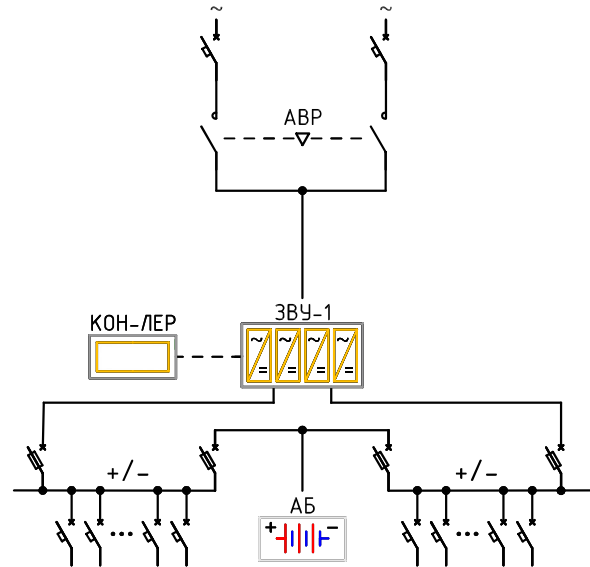 ~ ~
АВР
ЗВУ-1
КОН-ЛЕР
~ ~ ~ ~
= = = =
+/- +/-
АБ
+ −